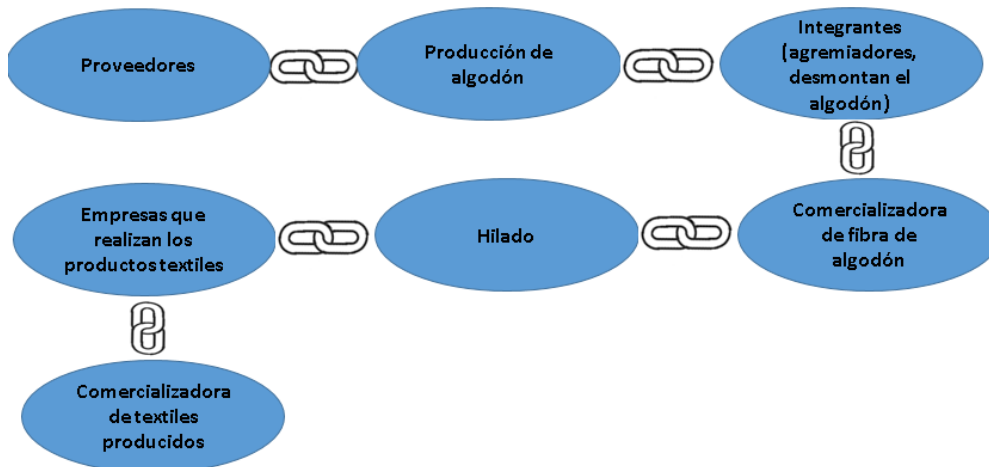 Proveedores
Producción de
algodón
Integrantes
(agremiadores,
desmontan el
algodón)
Comercializadora
de fibra de
algodón
Hilado
Empresas que
realizan los
productos textiles
Comercializadora
de textiles
producidos